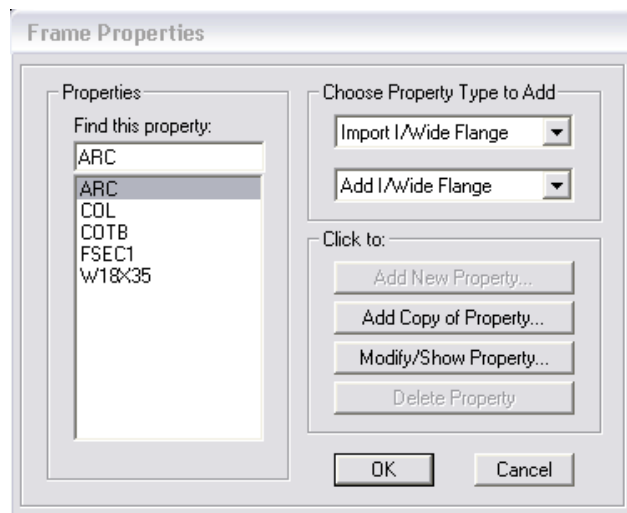 Frame Properties
Properties
Find this property:
ARC
ARC
COL
COTB
FSEC1
W18X35
Choose Property Type to Add
Import I/Wide Flange
Add I/Wide Flange
Click to:
Add New Property...
Add Copy of Property...
Modify/Show Property...
Delete Property
OK
Cancel